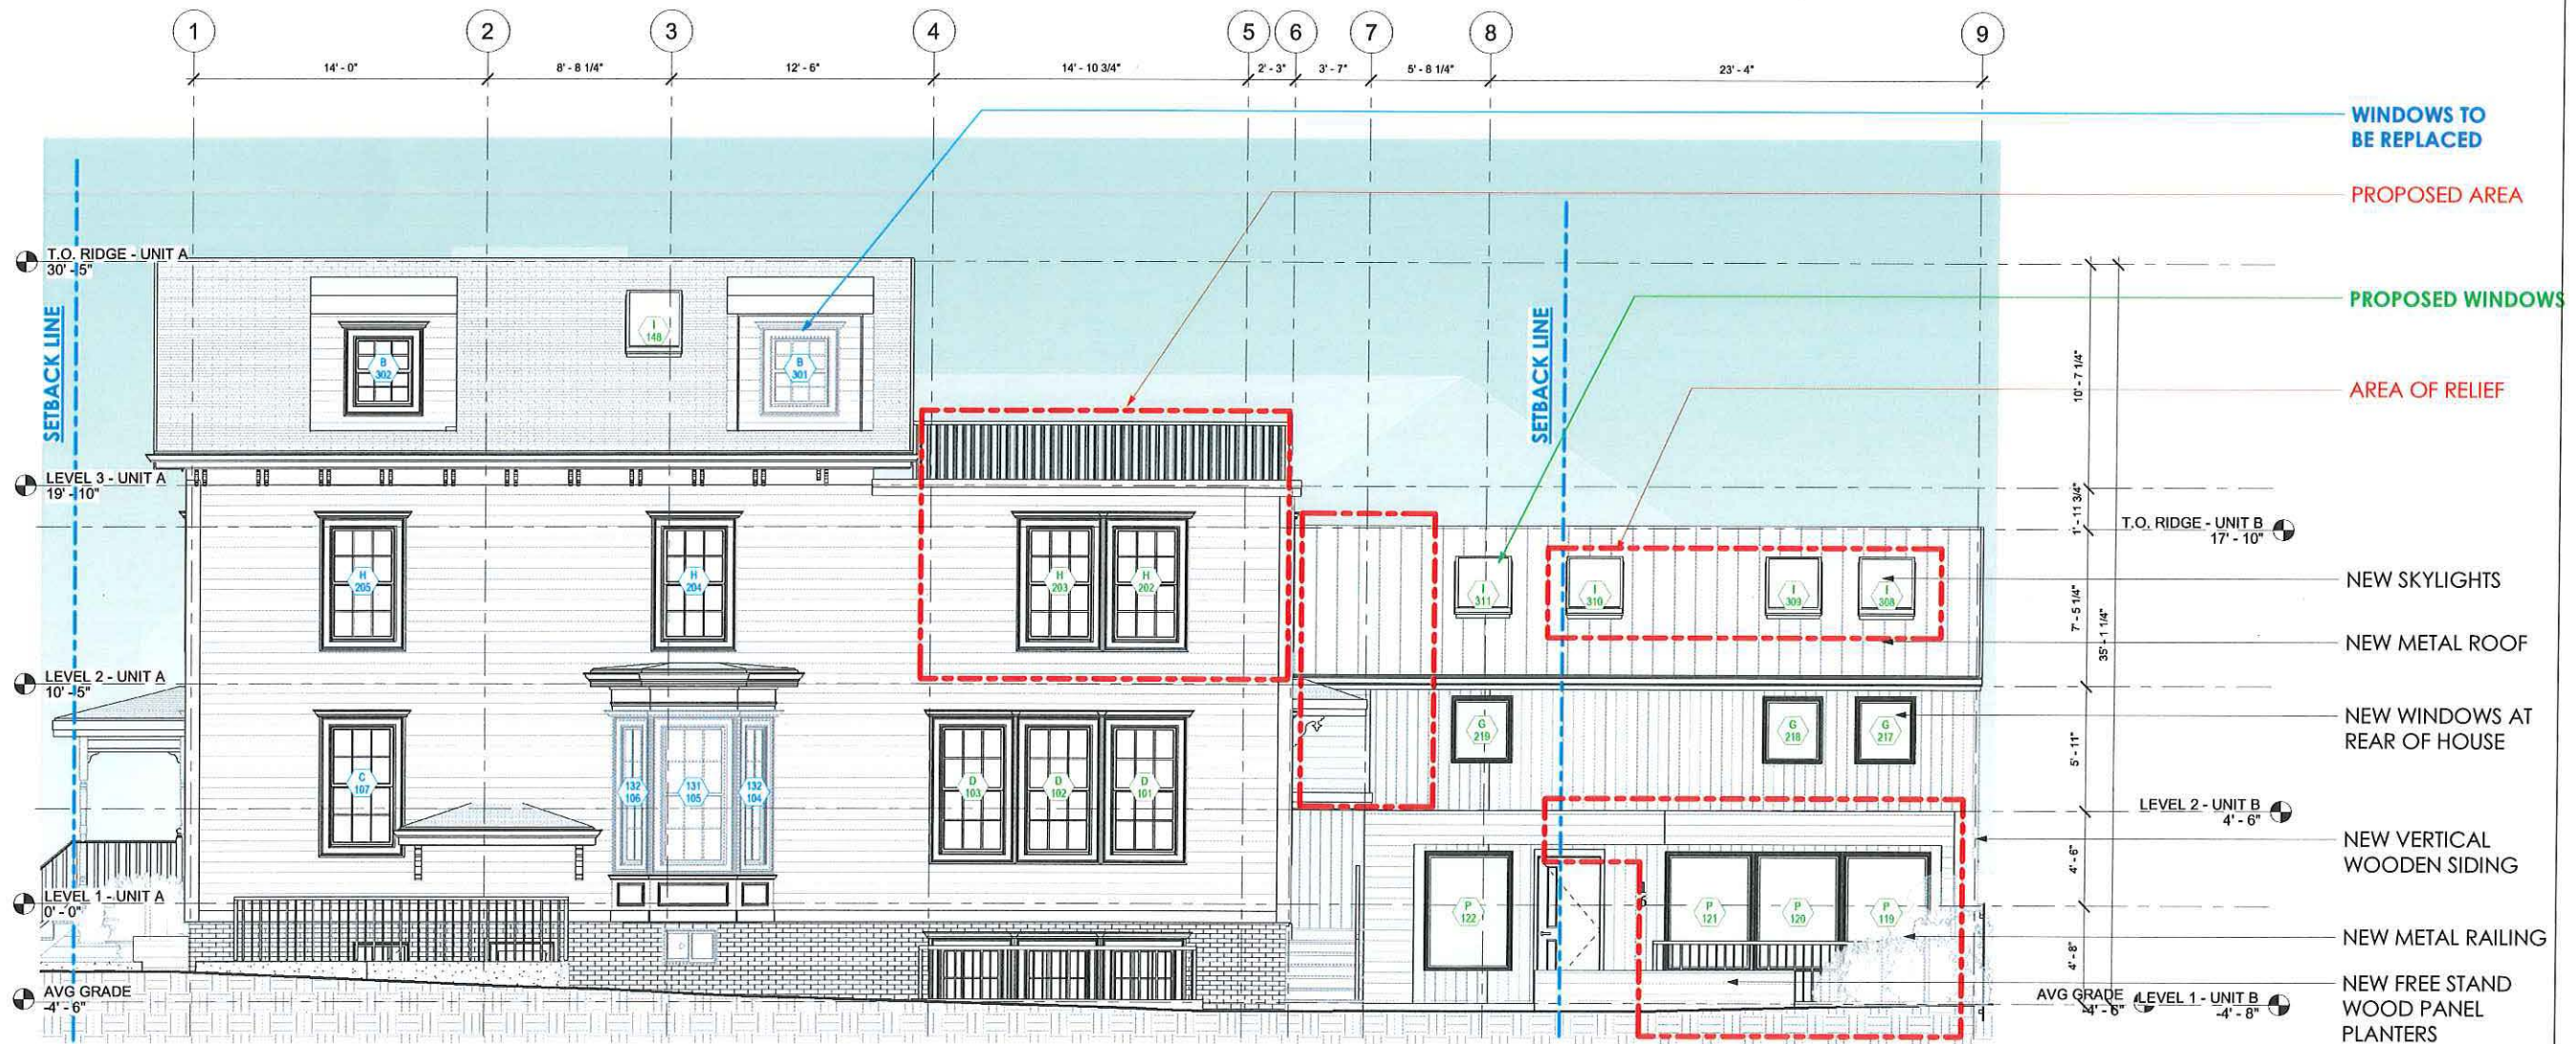 1 2 3 4 5 6 7 8 9
14' - 0" 8' - 8 1/4" 12' - 6" 14' - 10 3/4" 2' - 3" 3' - 7" 5' - 8 1/4" 23' - 4"
WINDOWS TO
BE REPLACED
PROPOSED AREA
PROPOSED WINDOWS
AREA OF RELIEF
NEW SKYLIGHTS
NEW METAL ROOF
NEW WINDOWS AT
REAR OF HOUSE
NEW VERTICAL
WOODEN SIDING
NEW METAL RAILING
NEW FREE STAND
WOOD PANEL
PLANTERS
T.O. RIDGE - UNIT A
30' - 5"
SETBACK LINE
LEVEL 3 - UNIT A
19' - 10"
LEVEL 2 - UNIT A
10' - 5"
LEVEL 1 - UNIT A
0' - 0"
AVG GRADE
-4' - 6"
B
302
I
148
B
301
H
205
H
204
H
203
H
202
C
107
132
106
131
105
132
104
D
103
D
102
D
101
SETBACK LINE
I
311
I
310
I
309
I
308
G
219
G
218
G
217
P
122
P
121
P
120
P
119
10' - 7 1/4"
1' - 11 3/4"
7' - 5 1/4"
35' - 1 1/4"
5' - 11"
4' - 6"
4' - 8"
T.O. RIDGE - UNIT B
17' - 10"
LEVEL 2 - UNIT B
4' - 6"
AVG GRADE
-4' - 6"
LEVEL 1 - UNIT B
-4' - 8"